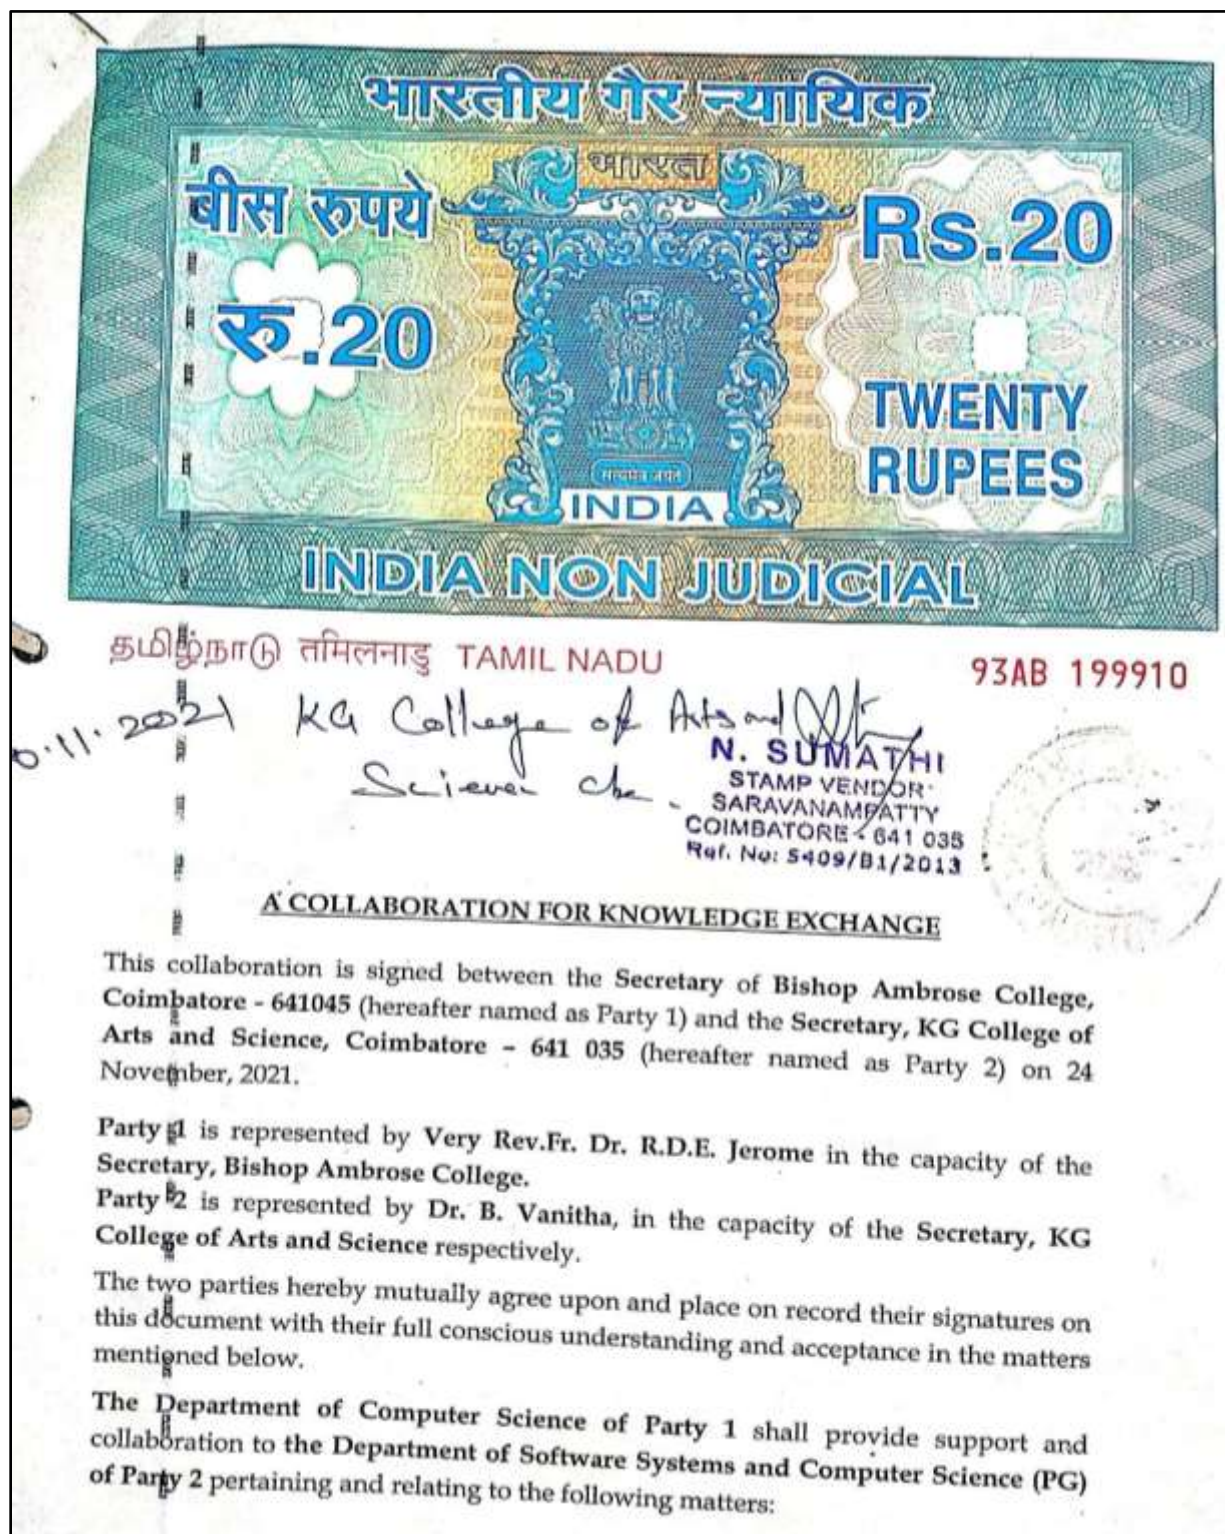 भारतीय गैर न्यायिक
भारत
बीस रुपये
Rs.20
रु.20
TWENTY
RUPEES
INDIA
INDIA NON JUDICIAL
தமிழ்நாடு तमिलनाडु TAMIL NADU
93AB 199910
.11.2021 KG College of Arts and
N. SUMATHI
STAMP VENDOR
SARAVANAMPATTY
COIMBATORE - 641 035
Ref. No: 5409/B1/2013
A COLLABORATION FOR KNOWLEDGE EXCHANGE
This collaboration is signed between the Secretary of Bishop Ambrose College,
Coimbatore - 641045 (hereafter named as Party 1) and the Secretary, KG College of
Arts and Science, Coimbatore – 641 035 (hereafter named as Party 2) on 24
November, 2021.
Party 1 is represented by Very Rev.Fr. Dr. R.D.E. Jerome in the capacity of the
Secretary, Bishop Ambrose College.
Party 2 is represented by Dr. B. Vanitha, in the capacity of the Secretary, KG
College of Arts and Science respectively.
The two parties hereby mutually agree upon and place on record their signatures on
this document with their full conscious understanding and acceptance in the matters
mentioned below.
The Department of Computer Science of Party 1 shall provide support and
collaboration to the Department of Software Systems and Computer Science (PG)
of Party 2 pertaining and relating to the following matters: